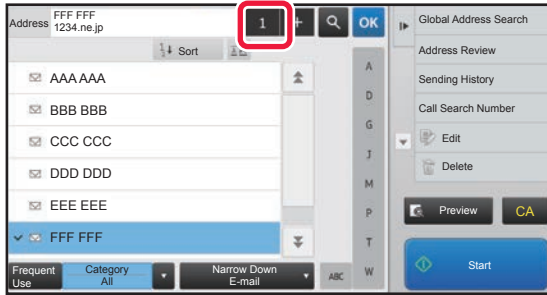 Address
FFF FFF
1234.ne.jp
1
+
OK
Sort
AAA AAA
BBB BBB
CCC CCC
DDD DDD
EEE EEE
FFF FFF
A
D
G
J
M
P
T
W
ABC
Frequent
Use
Category
All
Narrow Down
E-mail
Global Address Search
Address Review
Sending History
Call Search Number
Edit
Delete
Preview
CA
Start